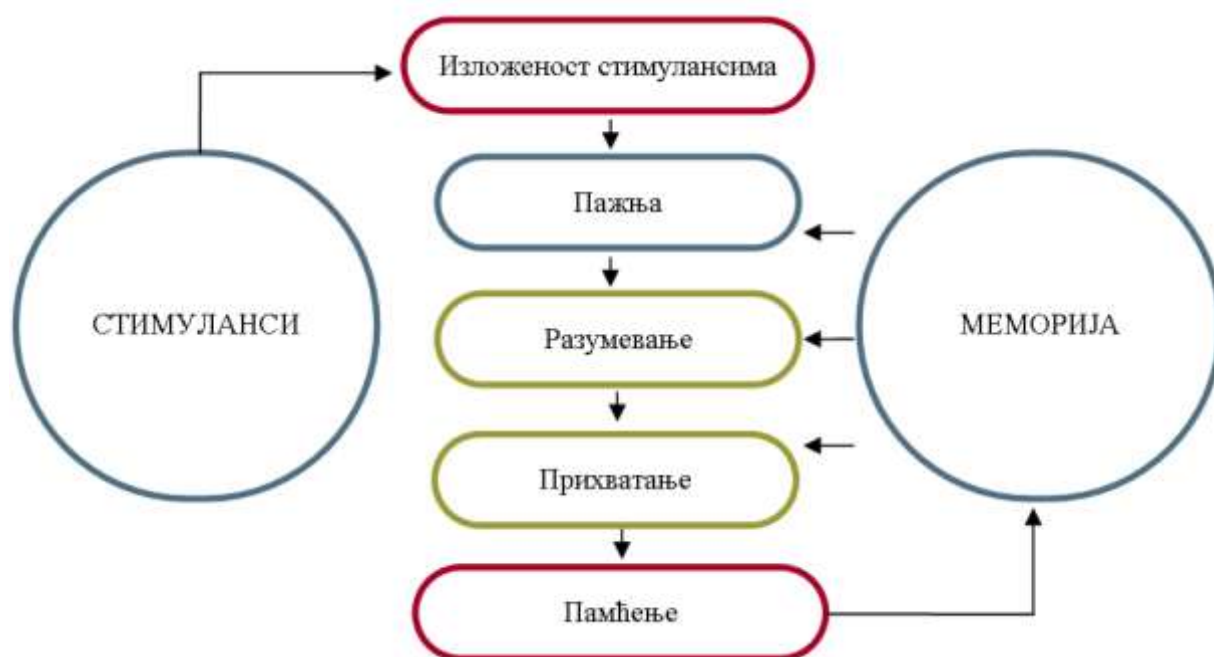 Изложеност стимулансима
Пажња
СТИМУЛАНСИ
Разумевање
МЕМОРИЈА
Прихватање
Памћење